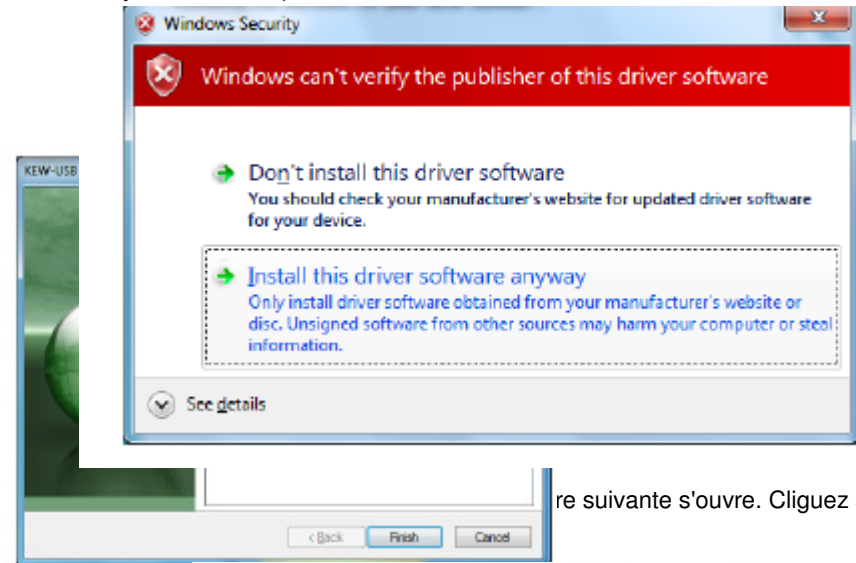 Windows Security
Windows can't verify the publisher of this driver software
KEW-USB
Don't install this driver software
You should check your manufacturer's website for updated driver software
for your device.
Install this driver software anyway
Only install driver software obtained from your manufacturer's website or
disc. Unsigned software from other sources may harm your computer or steal
information.
See details
re suivante s'ouvre. Cliquez
< Back Finish Cancel